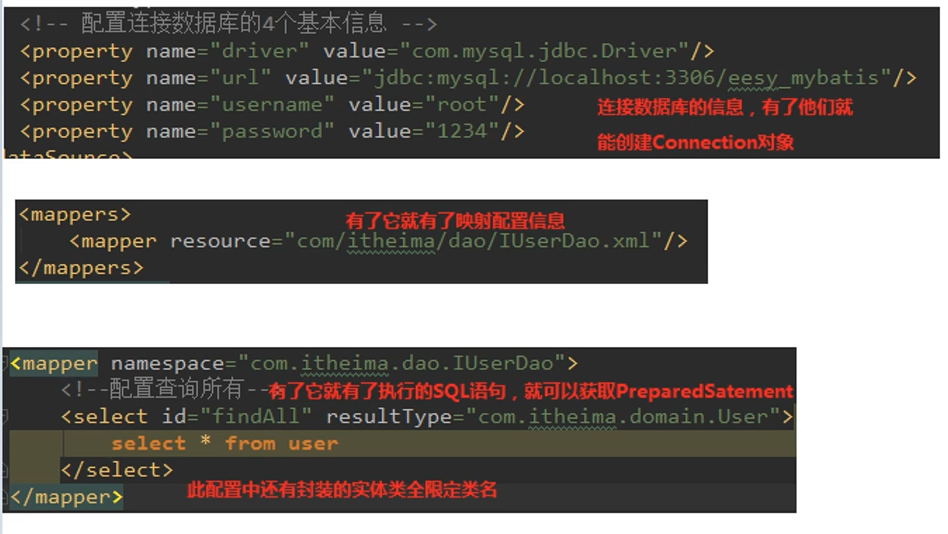 <!-- 配置连接数据库的4个基本信息 -->
<property name="driver" value="com.mysql.jdbc.Driver"/>
<property name="url" value="jdbc:mysql://localhost:3306/eesy_mybatis"/>
<property name="username" value="root"/>
连接数据库的信息，有了他们就
<property name="password" value="1234"/>
能创建Connection对象
dataSource>
<mappers>
有了它就有了映射配置信息
<mapper resource="com/itheima/dao/IUserDao.xml"/>
</mappers>
<mapper namespace="com.itheima.dao.IUserDao">
<!--配置查询所有--
有了它就有了执行的SQL语句，就可以获取PreparedSatement
<select id="findAll" resultType="com.itheima.domain.User">
select * from user
</select>
此配置中还有封装的实体类全限定类名
</mapper>